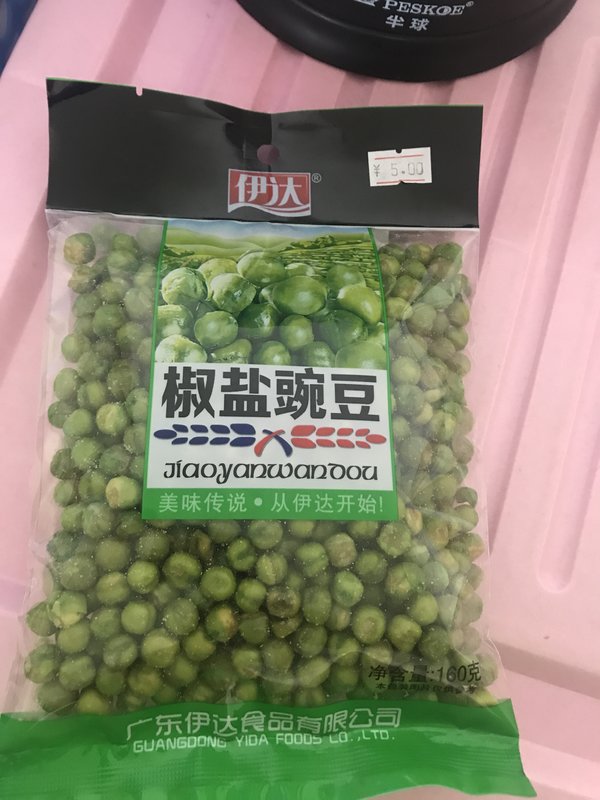 PESKOE®
半球
¥ 5.00
伊达®
椒盐豌豆
Jiaoyanwandou
美味传说·从伊达开始!
净含量:160克
广东伊达食品有限公司
GUANGDONG YIDA FOODS CO.,LTD.